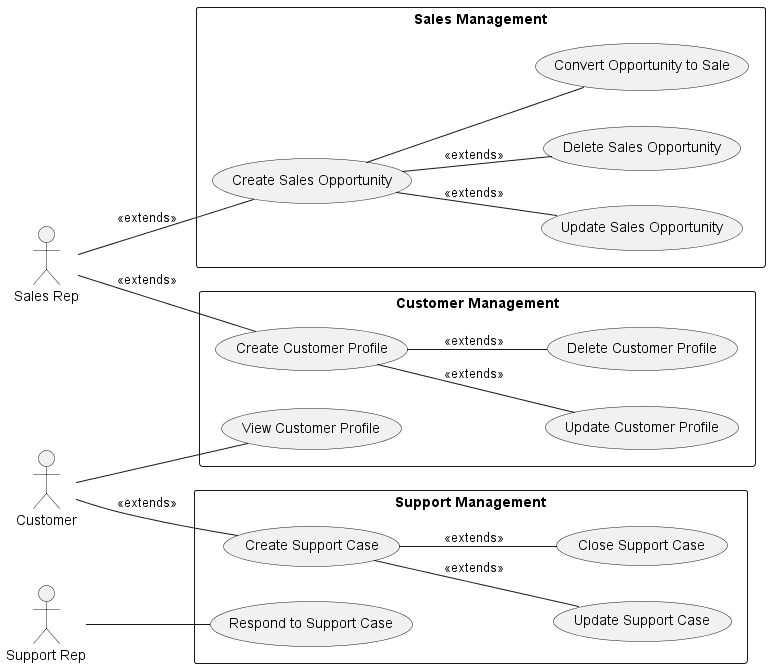 Sales Management
Convert Opportunity to Sale
«extends»
Delete Sales Opportunity
Create Sales Opportunity
«extends»
Update Sales Opportunity
«extends»
Sales Rep
«extends»
Customer Management
Create Customer Profile
«extends»
Delete Customer Profile
«extends»
View Customer Profile
Update Customer Profile
Customer
«extends»
Support Management
Create Support Case
«extends»
Close Support Case
«extends»
Respond to Support Case
Update Support Case
Support Rep